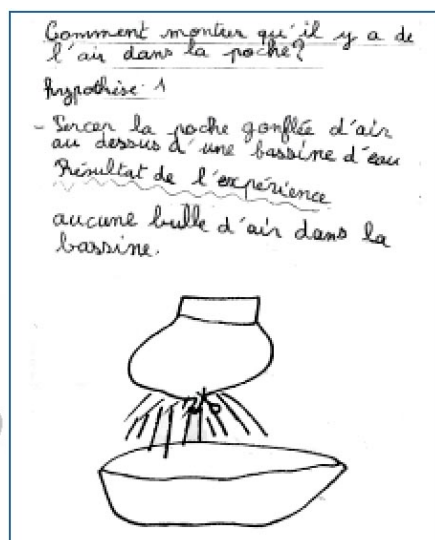 Comment montrer qu'il y a de
l'air dans la poche?
hypothèse 1
- Percer la poche gonflée d'air
au dessous d'une bassine d'eau
Résultat de l'expérience
aucune bulle d'air dans la
bassine.